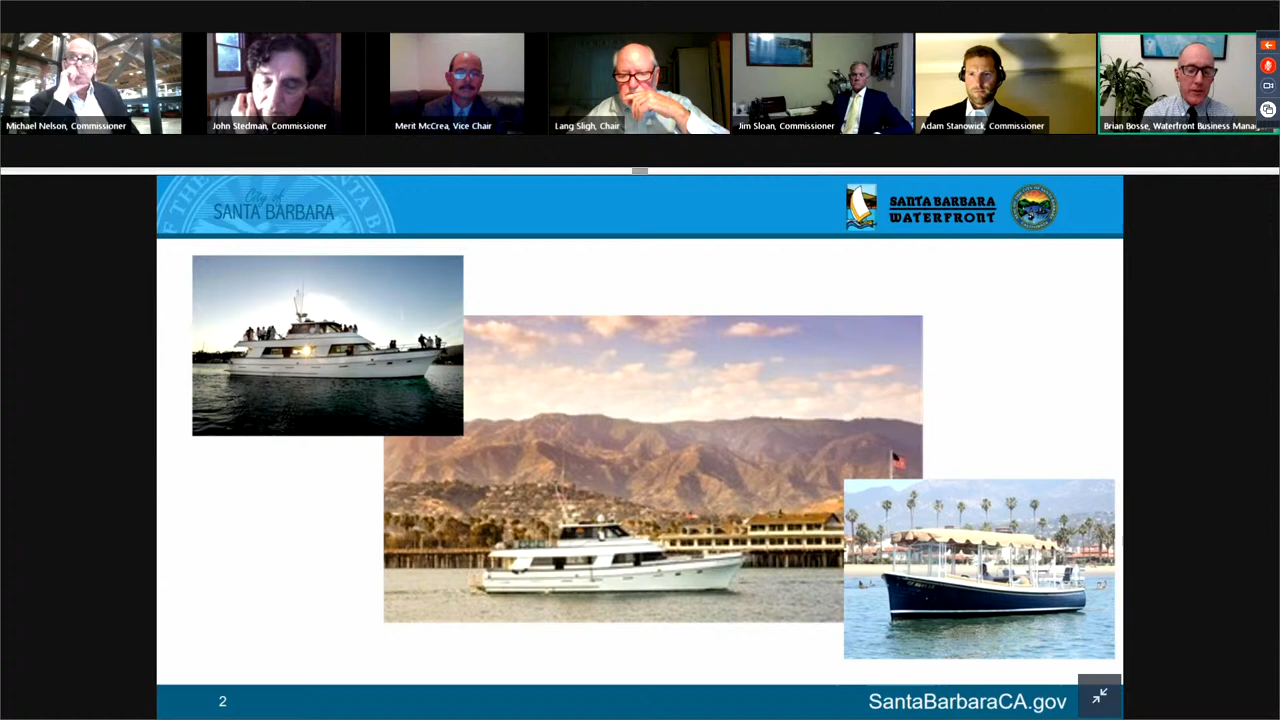 Michael Nelson, Commissioner
John Stedman, Commissioner
Merit McCrea, Vice Chair
Lang Sligh, Chair
Jim Sloan, Commissioner
Adam Stanowick, Commissioner
Brian Bosse, Waterfront Business Manag...
City of
SANTA BARBARA
SANTA BARBARA
WATERFRONT
2
SantaBarbaraCA.gov